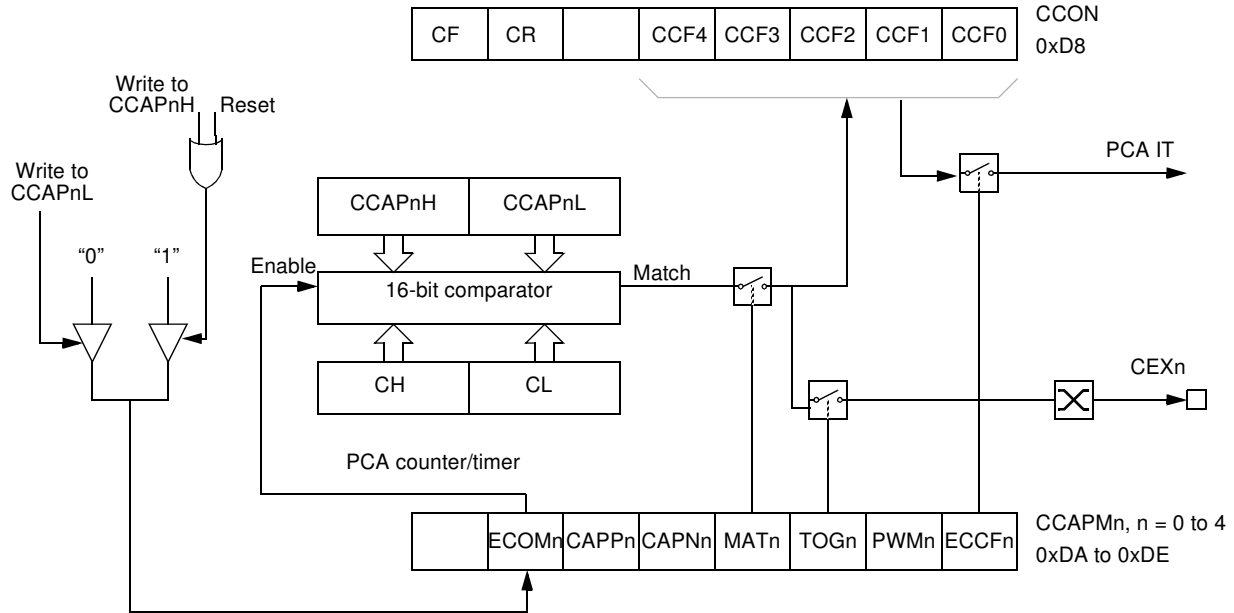 CF CR CCF4 CCF3 CCF2 CCF1 CCF0
CCON
0xD8
Write to
CCAPnH
Reset
Write to
CCAPnL
PCA IT
CCAPnH CCAPnL
“0” “1”
Enable
16-bit comparator
Match
CH CL
CEXn
PCA counter/timer
ECOMn CAPPn CAPNn MATn TOGn PWMn ECCFn
CCAPMn, n = 0 to 4
0xDA to 0xDE